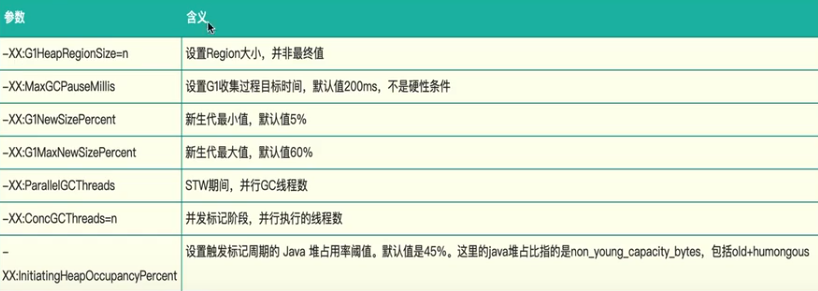 参数 含义
-XX:G1HeapRegionSize=n 设置Region大小，并非最终值
-XX:MaxGCPauseMillis 设置G1收集过程目标时间，默认值200ms，不是硬性条件
-XX:G1NewSizePercent 新生代最小值，默认值5%
-XX:G1MaxNewSizePercent 新生代最大值，默认值60%
-XX:ParallelGCThreads STW期间，并行GC线程数
-XX:ConcGCThreads=n 并发标记阶段，并行执行的线程数
- 设置触发标记周期的 Java 堆占用率阈值。默认值是45%。这里的java堆占比指的是non_young_capacity_bytes，包括old+humongous
XX:InitiatingHeapOccupancyPercent